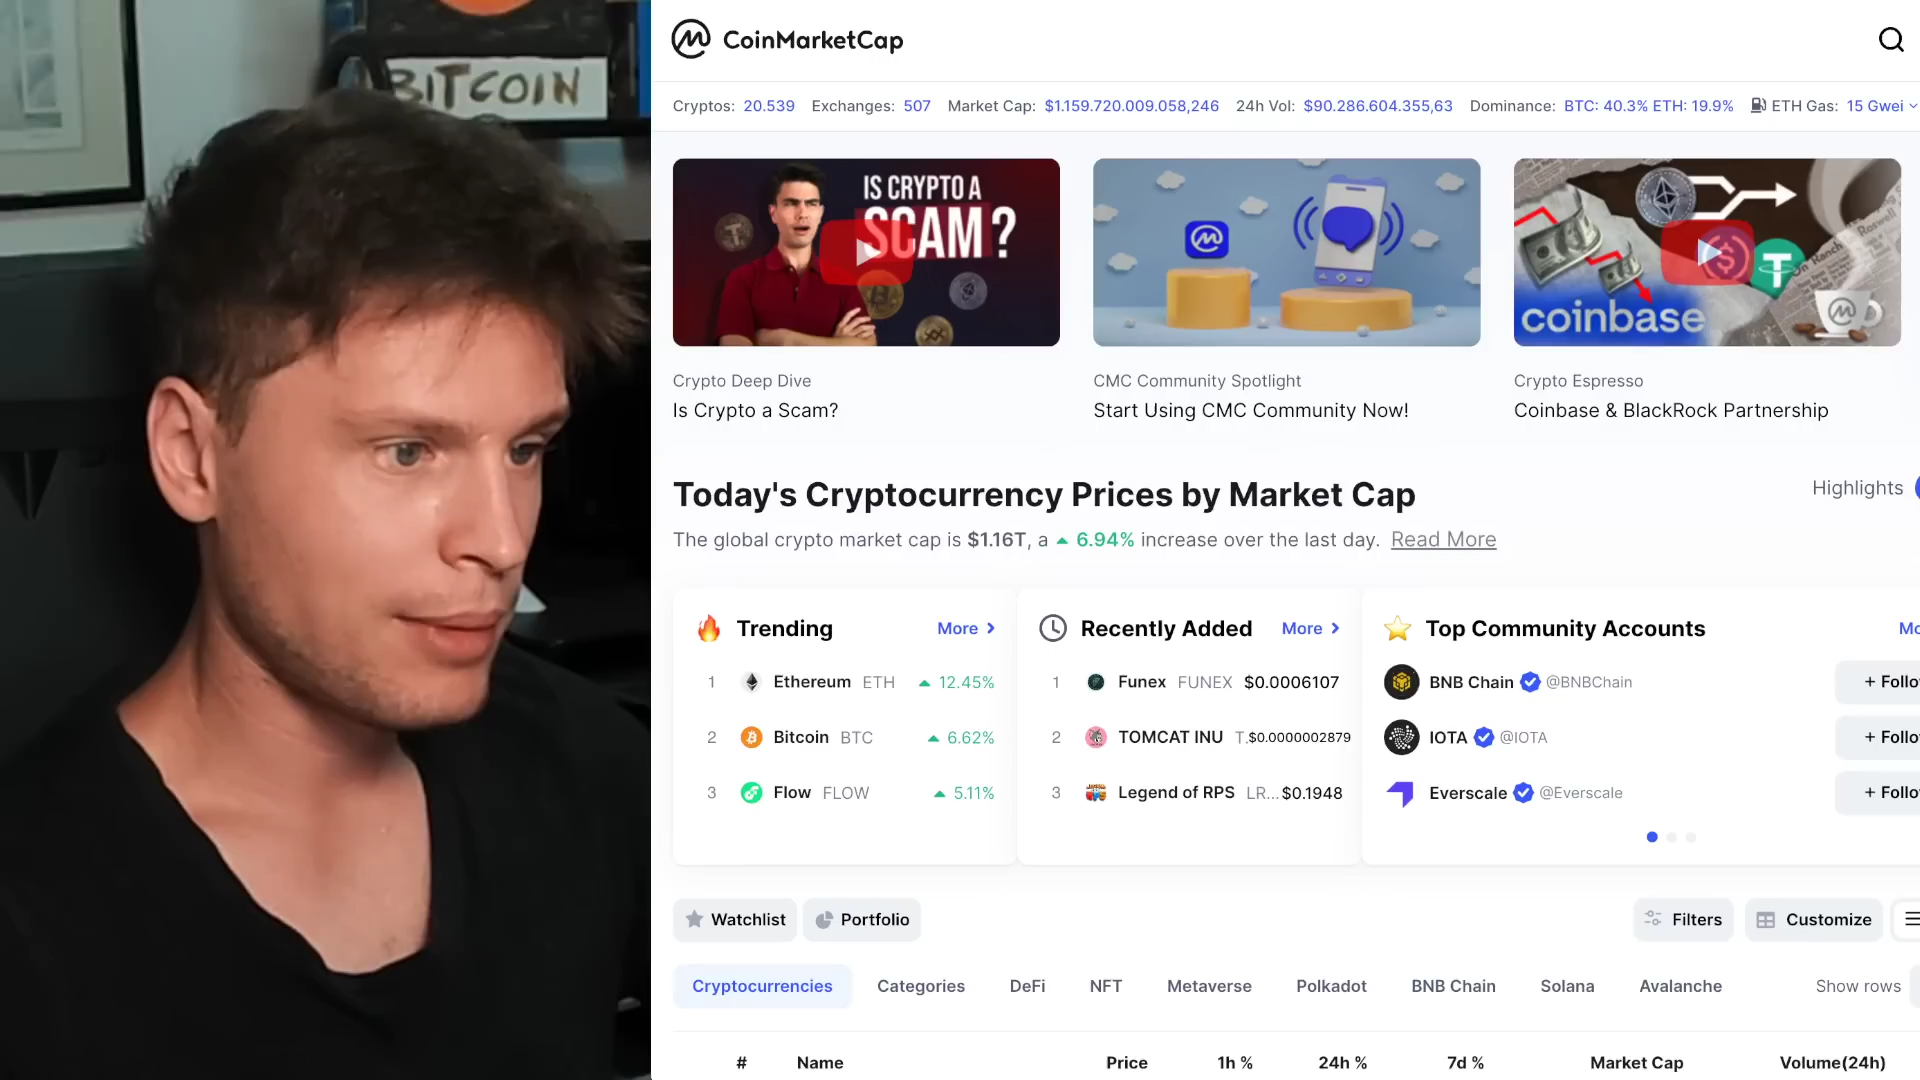 BITCOIN
CoinMarketCap
Cryptos: 20.539 Exchanges: 507 Market Cap: $1.159.720.009.058,246 24h Vol: $90.286.604.355,63 Dominance: BTC: 40.3% ETH: 19.9% ETH Gas: 15 Gwei
IS CRYPTO A
SCAM?
coinbase
Crypto Deep Dive
Is Crypto a Scam?
CMC Community Spotlight
Start Using CMC Community Now!
Crypto Espresso
Coinbase & BlackRock Partnership
Today's Cryptocurrency Prices by Market Cap
Highlights
The global crypto market cap is $1.16T, a 6.94% increase over the last day. Read More
Trending More
1 Ethereum ETH 12.45%
2 Bitcoin BTC 6.62%
3 Flow FLOW 5.11%
Recently Added More
1 Funex FUNEX $0.0006107
2 TOMCAT INU T... $0.0000002879
3 Legend of RPS LR... $0.1948
Top Community Accounts Mo
BNB Chain @BNBChain + Follo
IOTA @IOTA + Follo
Everscale @Everscale + Follo
Watchlist Portfolio Filters Customize
Cryptocurrencies Categories DeFi NFT Metaverse Polkadot BNB Chain Solana Avalanche Show rows
# Name Price 1h % 24h % 7d % Market Cap Volume(24h)